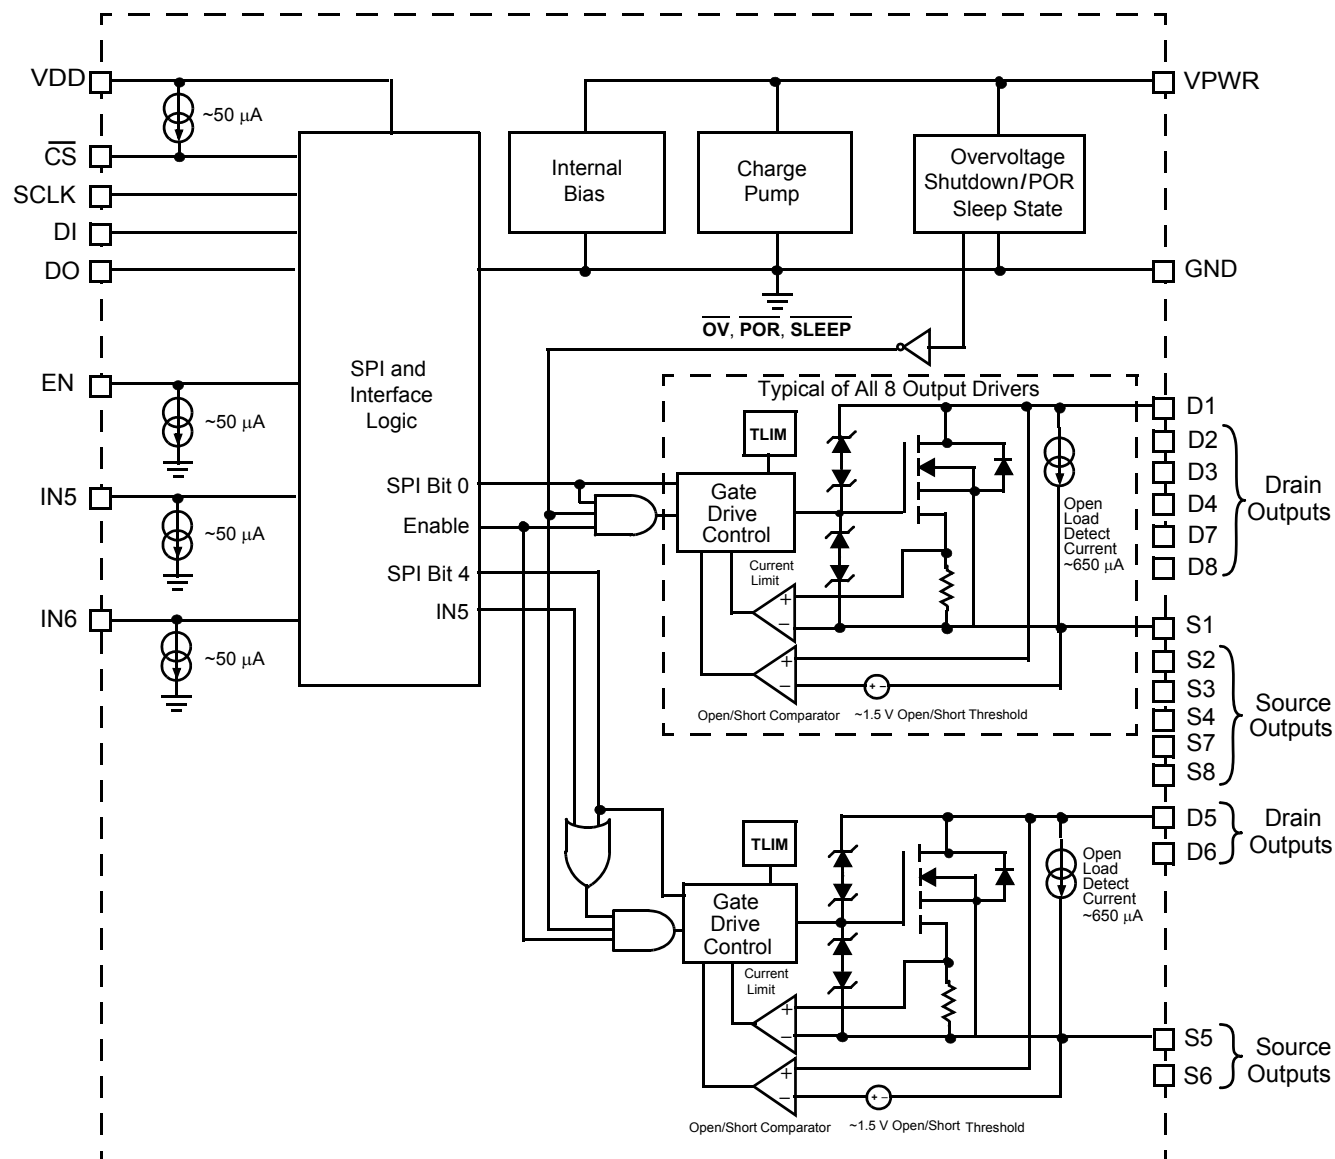 VDD
~50 μA
CS
SCLK
DI
DO
EN
~50 μA
IN5
~50 μA
IN6
~50 μA
SPI and
Interface
Logic
SPI Bit 0
Enable
SPI Bit 4
IN5
Internal
Bias
Charge
Pump
Overvoltage
Shutdown/POR
Sleep State
VPWR
GND
OV, POR, SLEEP
Typical of All 8 Output Drivers
TLIM
Gate
Drive
Control
Current
Limit
+
−
+
−
+ −
Open
Load
Detect
Current
~650 μA
Open/Short Comparator
~1.5 V Open/Short Threshold
D1
D2
D3
D4
D7
D8
Drain
Outputs
S1
S2
S3
S4
S7
S8
Source
Outputs
TLIM
Gate
Drive
Control
Current
Limit
+
−
+
−
+ −
Open
Load
Detect
Current
~650 μA
Open/Short Comparator
~1.5 V Open/Short Threshold
D5
D6
Drain
Outputs
S5
S6
Source
Outputs